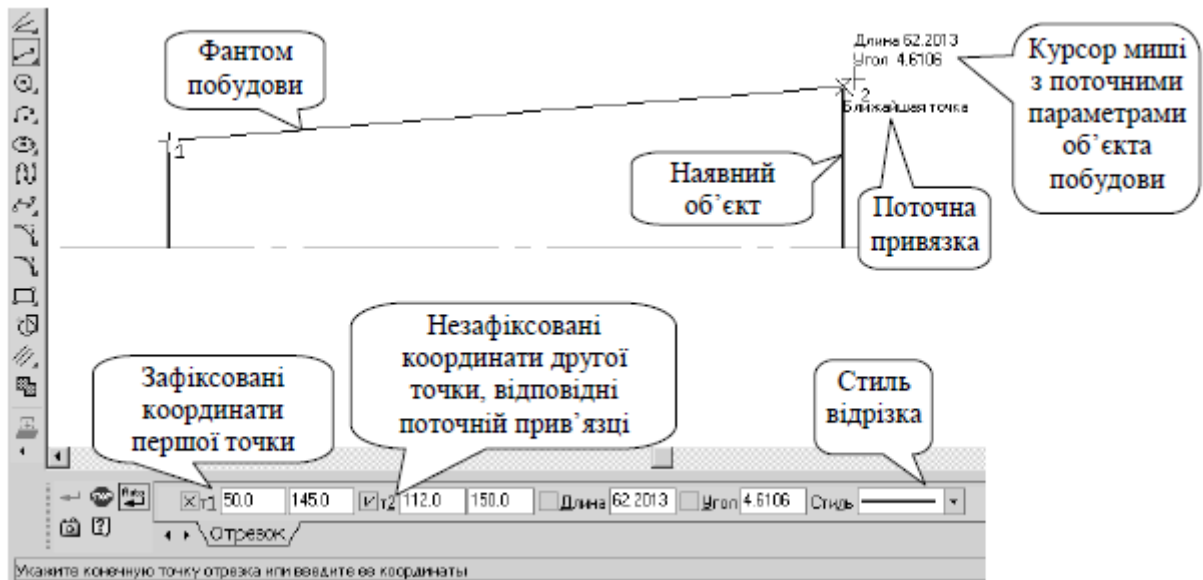 Фантом
побудови
Длина 62.2013
Угол 4.6106
Курсор миші
з поточними
параметрами
об’єкта
побудови
1
2
Ближайшая точка
Наявний
об’єкт
Поточна
привязка
Зафіксовані
координати
першої точки
Незафіксовані
координати другої
точки, відповідні
поточній прив’язці
Стиль
відрізка
т1 50.0 145.0 т2 112.0 150.0 Длина 62.2013 Угол 4.6106 Стиль
Отрезок
Укажите конечную точку отрезка или введите ее координаты